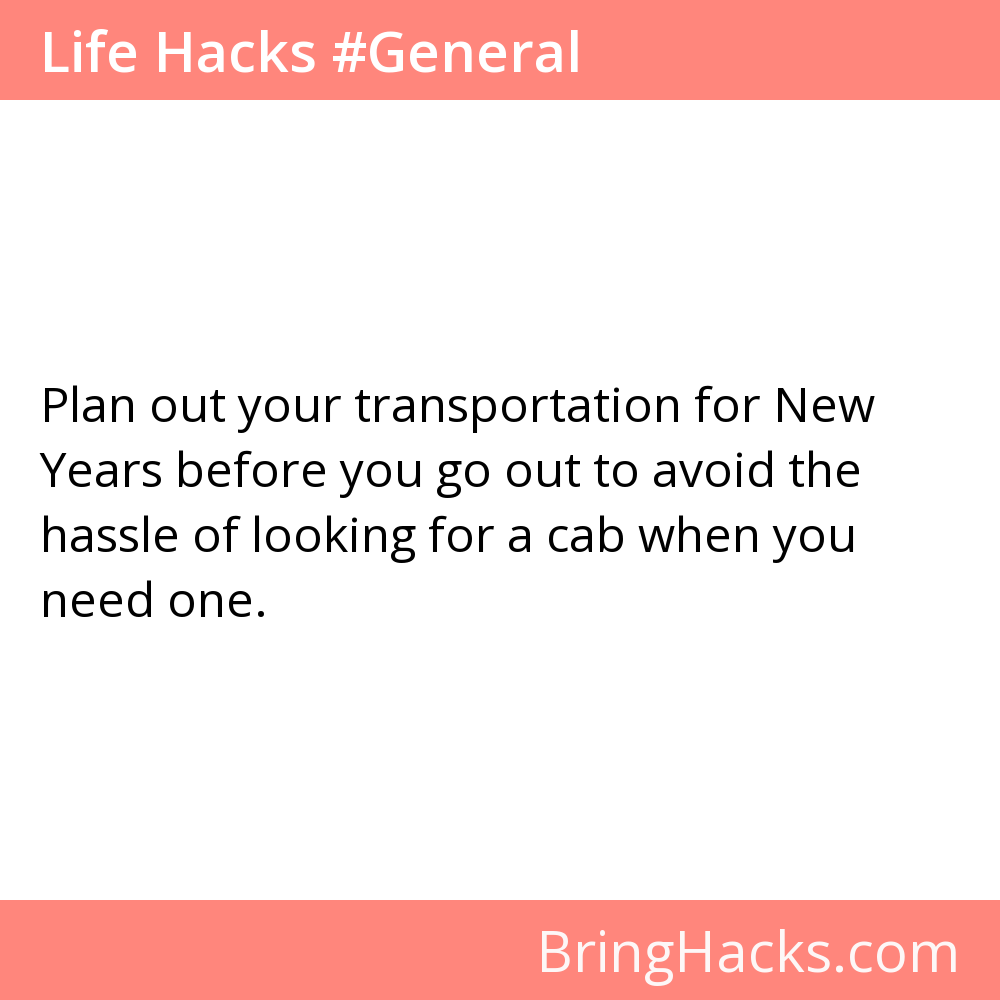 Life Hacks #General
Plan out your transportation for New
Years before you go out to avoid the
hassle of looking for a cab when you
need one.
BringHacks.com